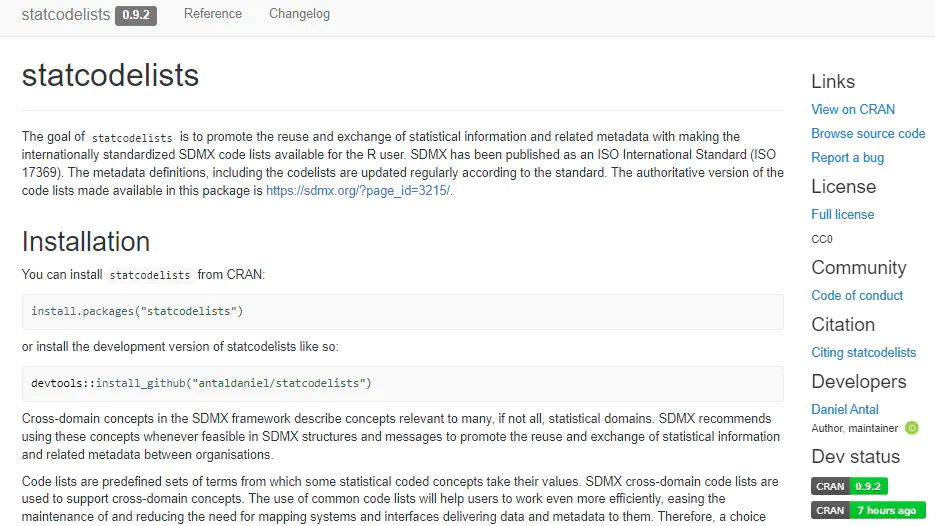 statcodelists 0.9.2 Reference Changelog
statcodelists
The goal of statcodelists is to promote the reuse and exchange of statistical information and related metadata with making the
internationally standardized SDMX code lists available for the R user. SDMX has been published as an ISO International Standard (ISO
17369). The metadata definitions, including the codelists are updated regularly according to the standard. The authoritative version of the
code lists made available in this package is https://sdmx.org/?page_id=3215/.
Installation
You can install statcodelists from CRAN:
install.packages("statcodelists")
or install the development version of statcodelists like so:
devtools::install_github("antaldaniel/statcodelists")
Cross-domain concepts in the SDMX framework describe concepts relevant to many, if not all, statistical domains. SDMX recommends
using these concepts whenever feasible in SDMX structures and messages to promote the reuse and exchange of statistical information
and related metadata between organisations.
Code lists are predefined sets of terms from which some statistical coded concepts take their values. SDMX cross-domain code lists are
used to support cross-domain concepts. The use of common code lists will help users to work even more efficiently, easing the
maintenance of and reducing the need for mapping systems and interfaces delivering data and metadata to them. Therefore, a choice
Links
View on CRAN
Browse source code
Report a bug
License
Full license
CC0
Community
Code of conduct
Citation
Citing statcodelists
Developers
Daniel Antal
Author, maintainer iD
Dev status
CRAN 0.9.2
CRAN 7 hours ago